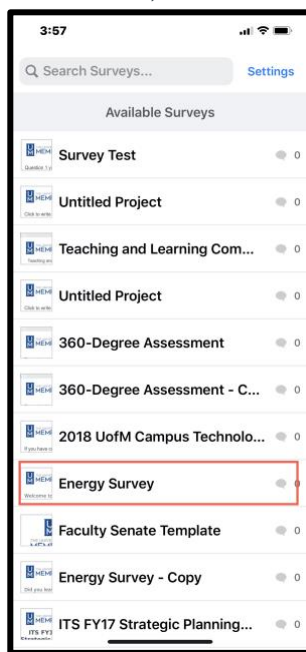 3:57
Search Surveys...
Settings
Available Surveys
Survey Test 0
Untitled Project 0
Teaching and Learning Com... 0
Untitled Project 0
360-Degree Assessment 0
360-Degree Assessment - C... 0
2018 UofM Campus Technolo... 0
Energy Survey 0
Faculty Senate Template 0
Energy Survey - Copy 0
ITS FY17 Strategic Planning... 0